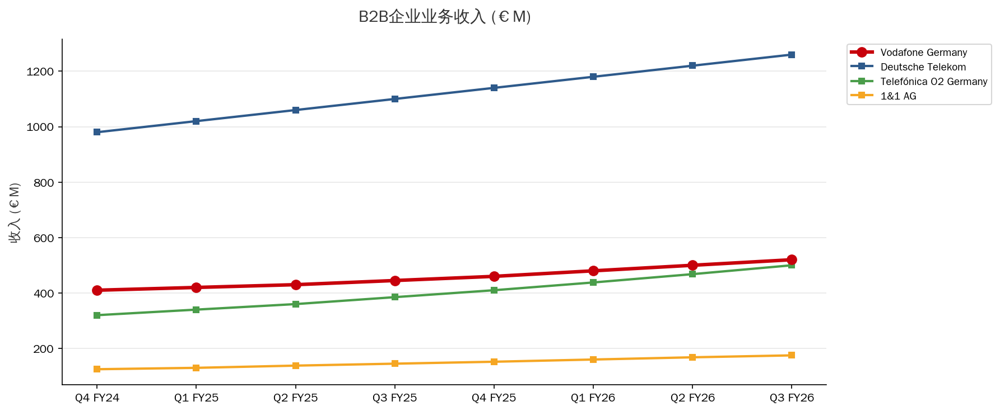 B2B企业业务收入 (€ M)
收入 (€ M)
1200
1000
800
600
400
200
Q4 FY24
Q1 FY25
Q2 FY25
Q3 FY25
Q4 FY25
Q1 FY26
Q2 FY26
Q3 FY26
Vodafone Germany
Deutsche Telekom
Telefónica O2 Germany
1&1 AG